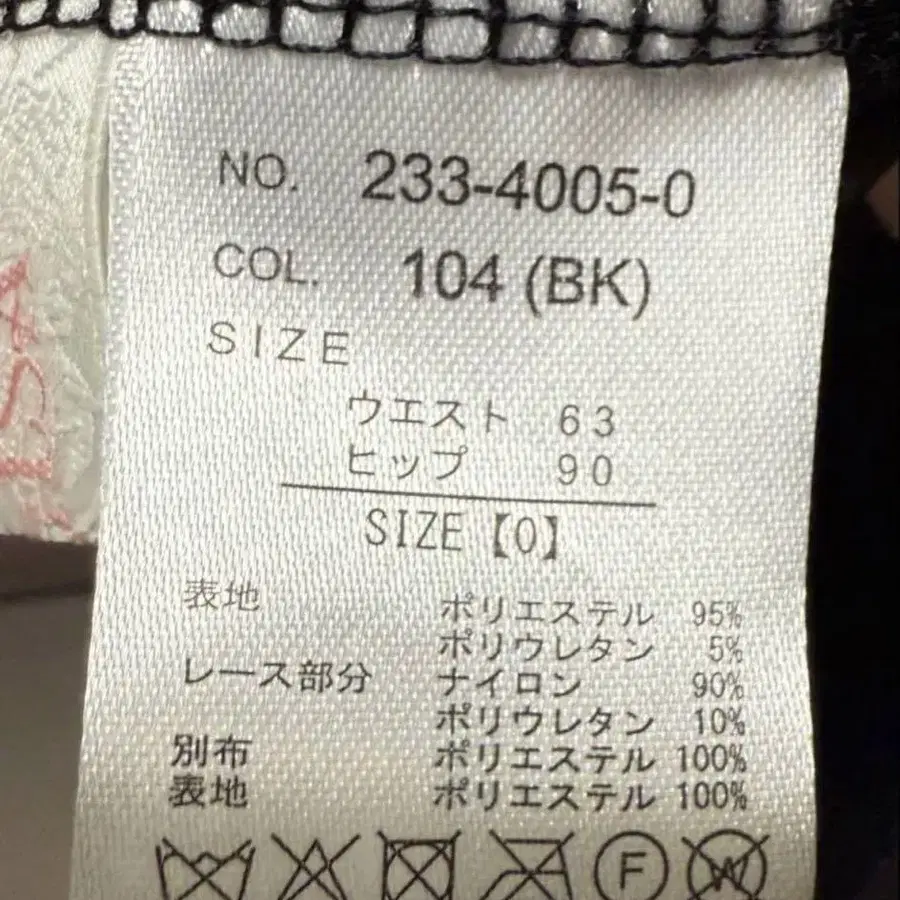 NO. 233-4005-0
COL. 104 (BK)
SIZE
ウエスト 63
ヒップ 90
SIZE【0】
表地 ポリエステル 95%
ポリウレタン 5%
レース部分 ナイロン 90%
ポリウレタン 10%
別布 ポリエステル 100%
表地 ポリエステル 100%
F W